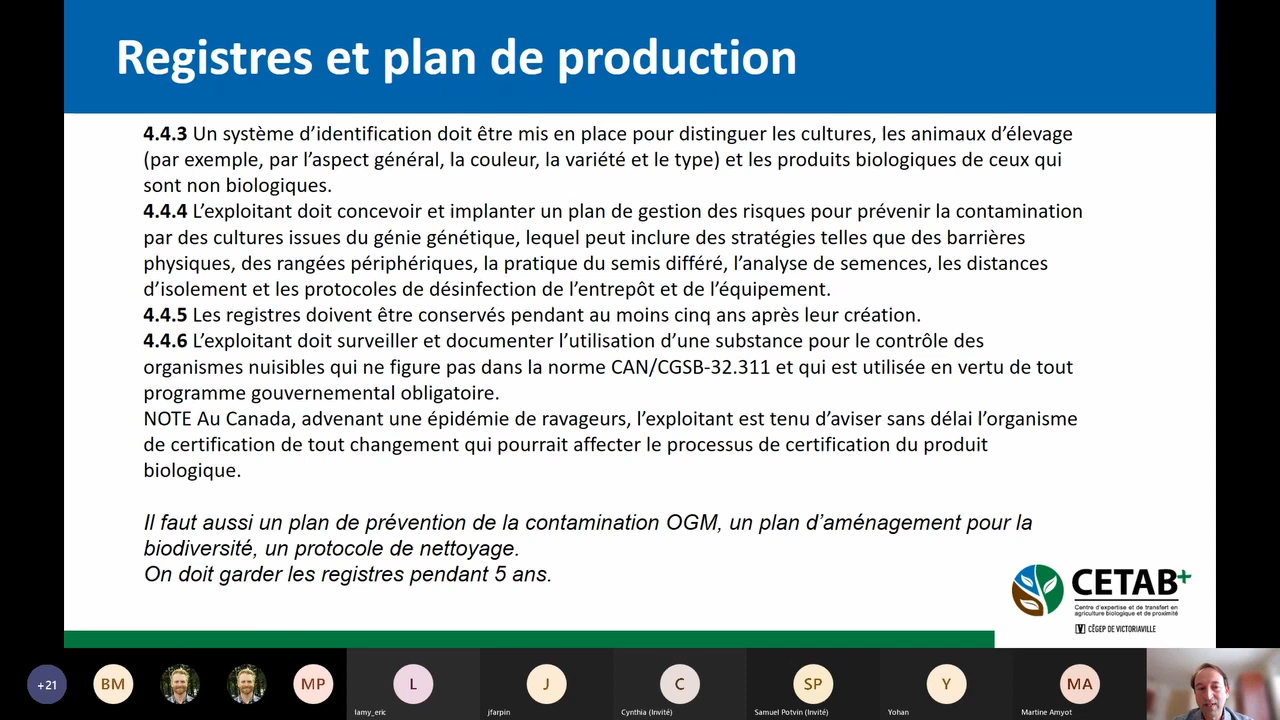 Registres et plan de production
4.4.3 Un système d’identification doit être mis en place pour distinguer les cultures, les animaux d’élevage
(par exemple, par l’aspect général, la couleur, la variété et le type) et les produits biologiques de ceux qui
sont non biologiques.
4.4.4 L’exploitant doit concevoir et implanter un plan de gestion des risques pour prévenir la contamination
par des cultures issues du génie génétique, lequel peut inclure des stratégies telles que des barrières
physiques, des rangées périphériques, la pratique du semis différé, l’analyse de semences, les distances
d’isolement et les protocoles de désinfection de l’entrepôt et de l’équipement.
4.4.5 Les registres doivent être conservés pendant au moins cinq ans après leur création.
4.4.6 L’exploitant doit surveiller et documenter l’utilisation d’une substance pour le contrôle des
organismes nuisibles qui ne figure pas dans la norme CAN/CGSB-32.311 et qui est utilisée en vertu de tout
programme gouvernemental obligatoire.
NOTE Au Canada, advenant une épidémie de ravageurs, l’exploitant est tenu d’aviser sans délai l’organisme
de certification de tout changement qui pourrait affecter le processus de certification du produit
biologique.
Il faut aussi un plan de prévention de la contamination OGM, un plan d’aménagement pour la
biodiversité, un protocole de nettoyage.
On doit garder les registres pendant 5 ans.
CETAB+
Centre d’expertise et de transfert en
agriculture biologique et de proximité
CÉGEP DE VICTORIAVILLE
+21
BM
MP
L
J
C
SP
Y
MA
lamy_eric
jfarpin
Cynthia (Invité)
Samuel Potvin (Invité)
Yohan
Martine Amyot